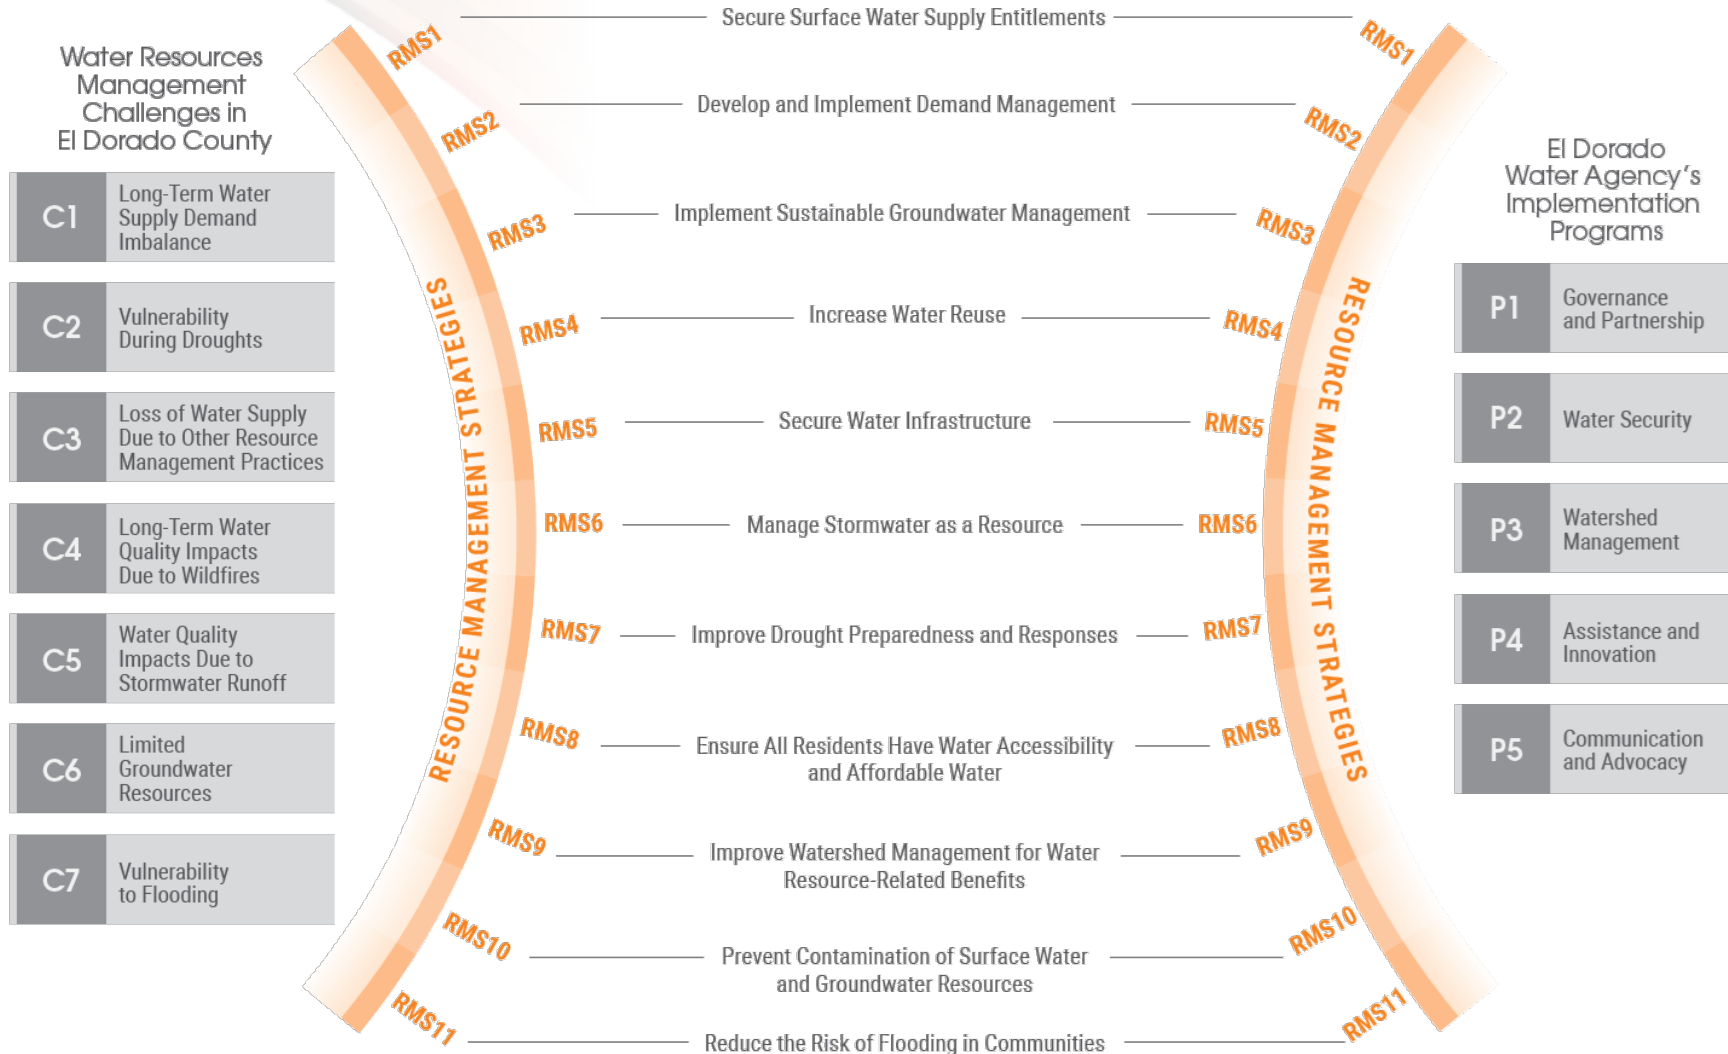 Water Resources
Management
Challenges in
El Dorado County
C1
Long-Term Water
Supply Demand
Imbalance
C2
Vulnerability
During Droughts
C3
Loss of Water Supply
Due to Other Resource
Management Practices
C4
Long-Term Water
Quality Impacts
Due to Wildfires
C5
Water Quality
Impacts Due to
Stormwater Runoff
C6
Limited
Groundwater
Resources
C7
Vulnerability
to Flooding
RESOURCE MANAGEMENT STRATEGIES
RMS1 Secure Surface Water Supply Entitlements RMS1
RMS2 Develop and Implement Demand Management RMS2
RMS3 Implement Sustainable Groundwater Management RMS3
RMS4 Increase Water Reuse RMS4
RMS5 Secure Water Infrastructure RMS5
RMS6 Manage Stormwater as a Resource RMS6
RMS7 Improve Drought Preparedness and Responses RMS7
RMS8 Ensure All Residents Have Water Accessibility RMS8
and Affordable Water
RMS9 Improve Watershed Management for Water RMS9
Resource-Related Benefits
RMS10 Prevent Contamination of Surface Water RMS10
and Groundwater Resources
RMS11 Reduce the Risk of Flooding in Communities RMS11
RESOURCE MANAGEMENT STRATEGIES
El Dorado
Water Agency's
Implementation
Programs
P1
Governance
and Partnership
P2
Water Security
P3
Watershed
Management
P4
Assistance and
Innovation
P5
Communication
and Advocacy